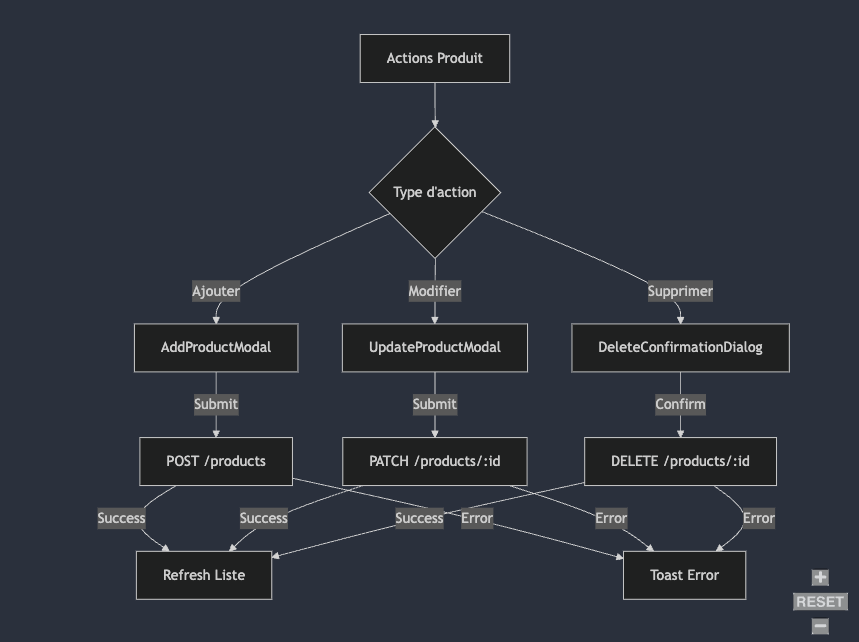 Actions Produit
Type d'action
Ajouter
Modifier
Supprimer
AddProductModal
UpdateProductModal
DeleteConfirmationDialog
Submit
Submit
Confirm
POST /products
PATCH /products/:id
DELETE /products/:id
Success
Success
Success
Error
Error
Error
Refresh Liste
Toast Error
+
RESET
−